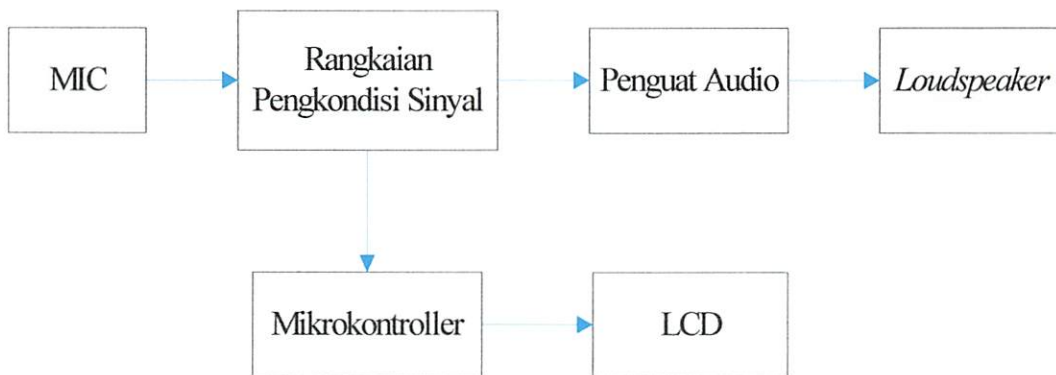 MIC
Rangkaian
Pengkondisi Sinyal
Penguat Audio
Loudspeaker
Mikrokontroller
LCD